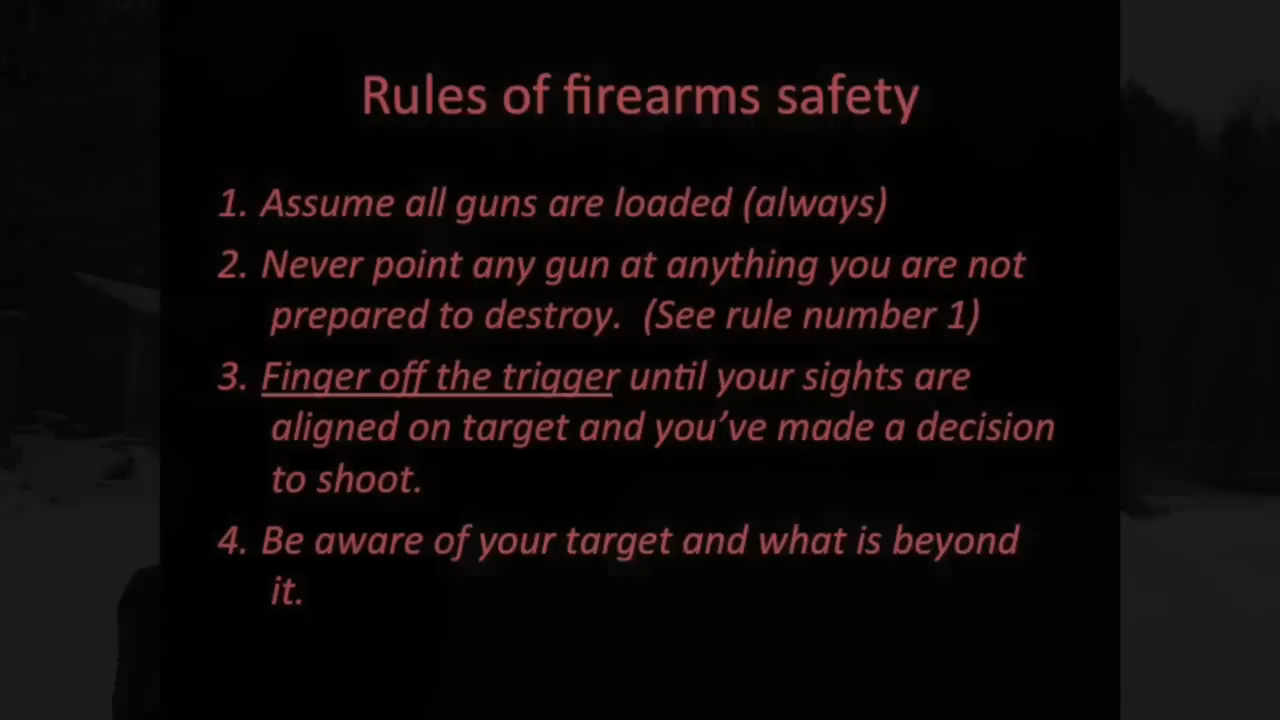 Rules of firearms safety
1. Assume all guns are loaded (always)
2. Never point any gun at anything you are not
prepared to destroy.  (See rule number 1)
3. Finger off the trigger until your sights are
aligned on target and you’ve made a decision
to shoot.
4. Be aware of your target and what is beyond
it.